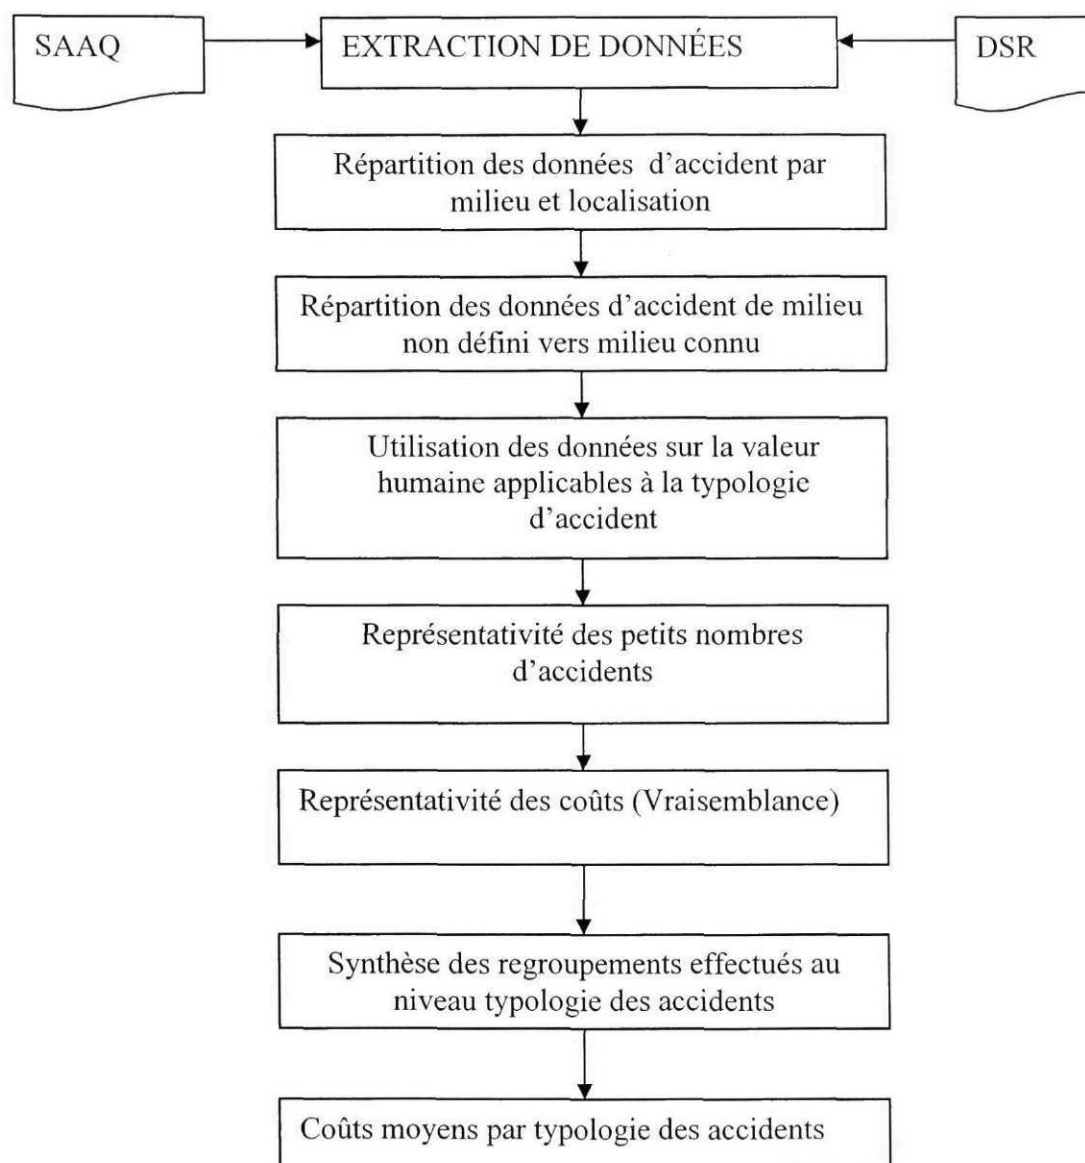 SAAQ
EXTRACTION DE DONNÉES
DSR
Répartition des données d'accident par
milieu et localisation
Répartition des données d'accident de milieu
non défini vers milieu connu
Utilisation des données sur la valeur
humaine applicables à la typologie
d'accident
Représentativité des petits nombres
d'accidents
Représentativité des coûts (Vraisemblance)
Synthèse des regroupements effectués au
niveau typologie des accidents
Coûts moyens par typologie des accidents